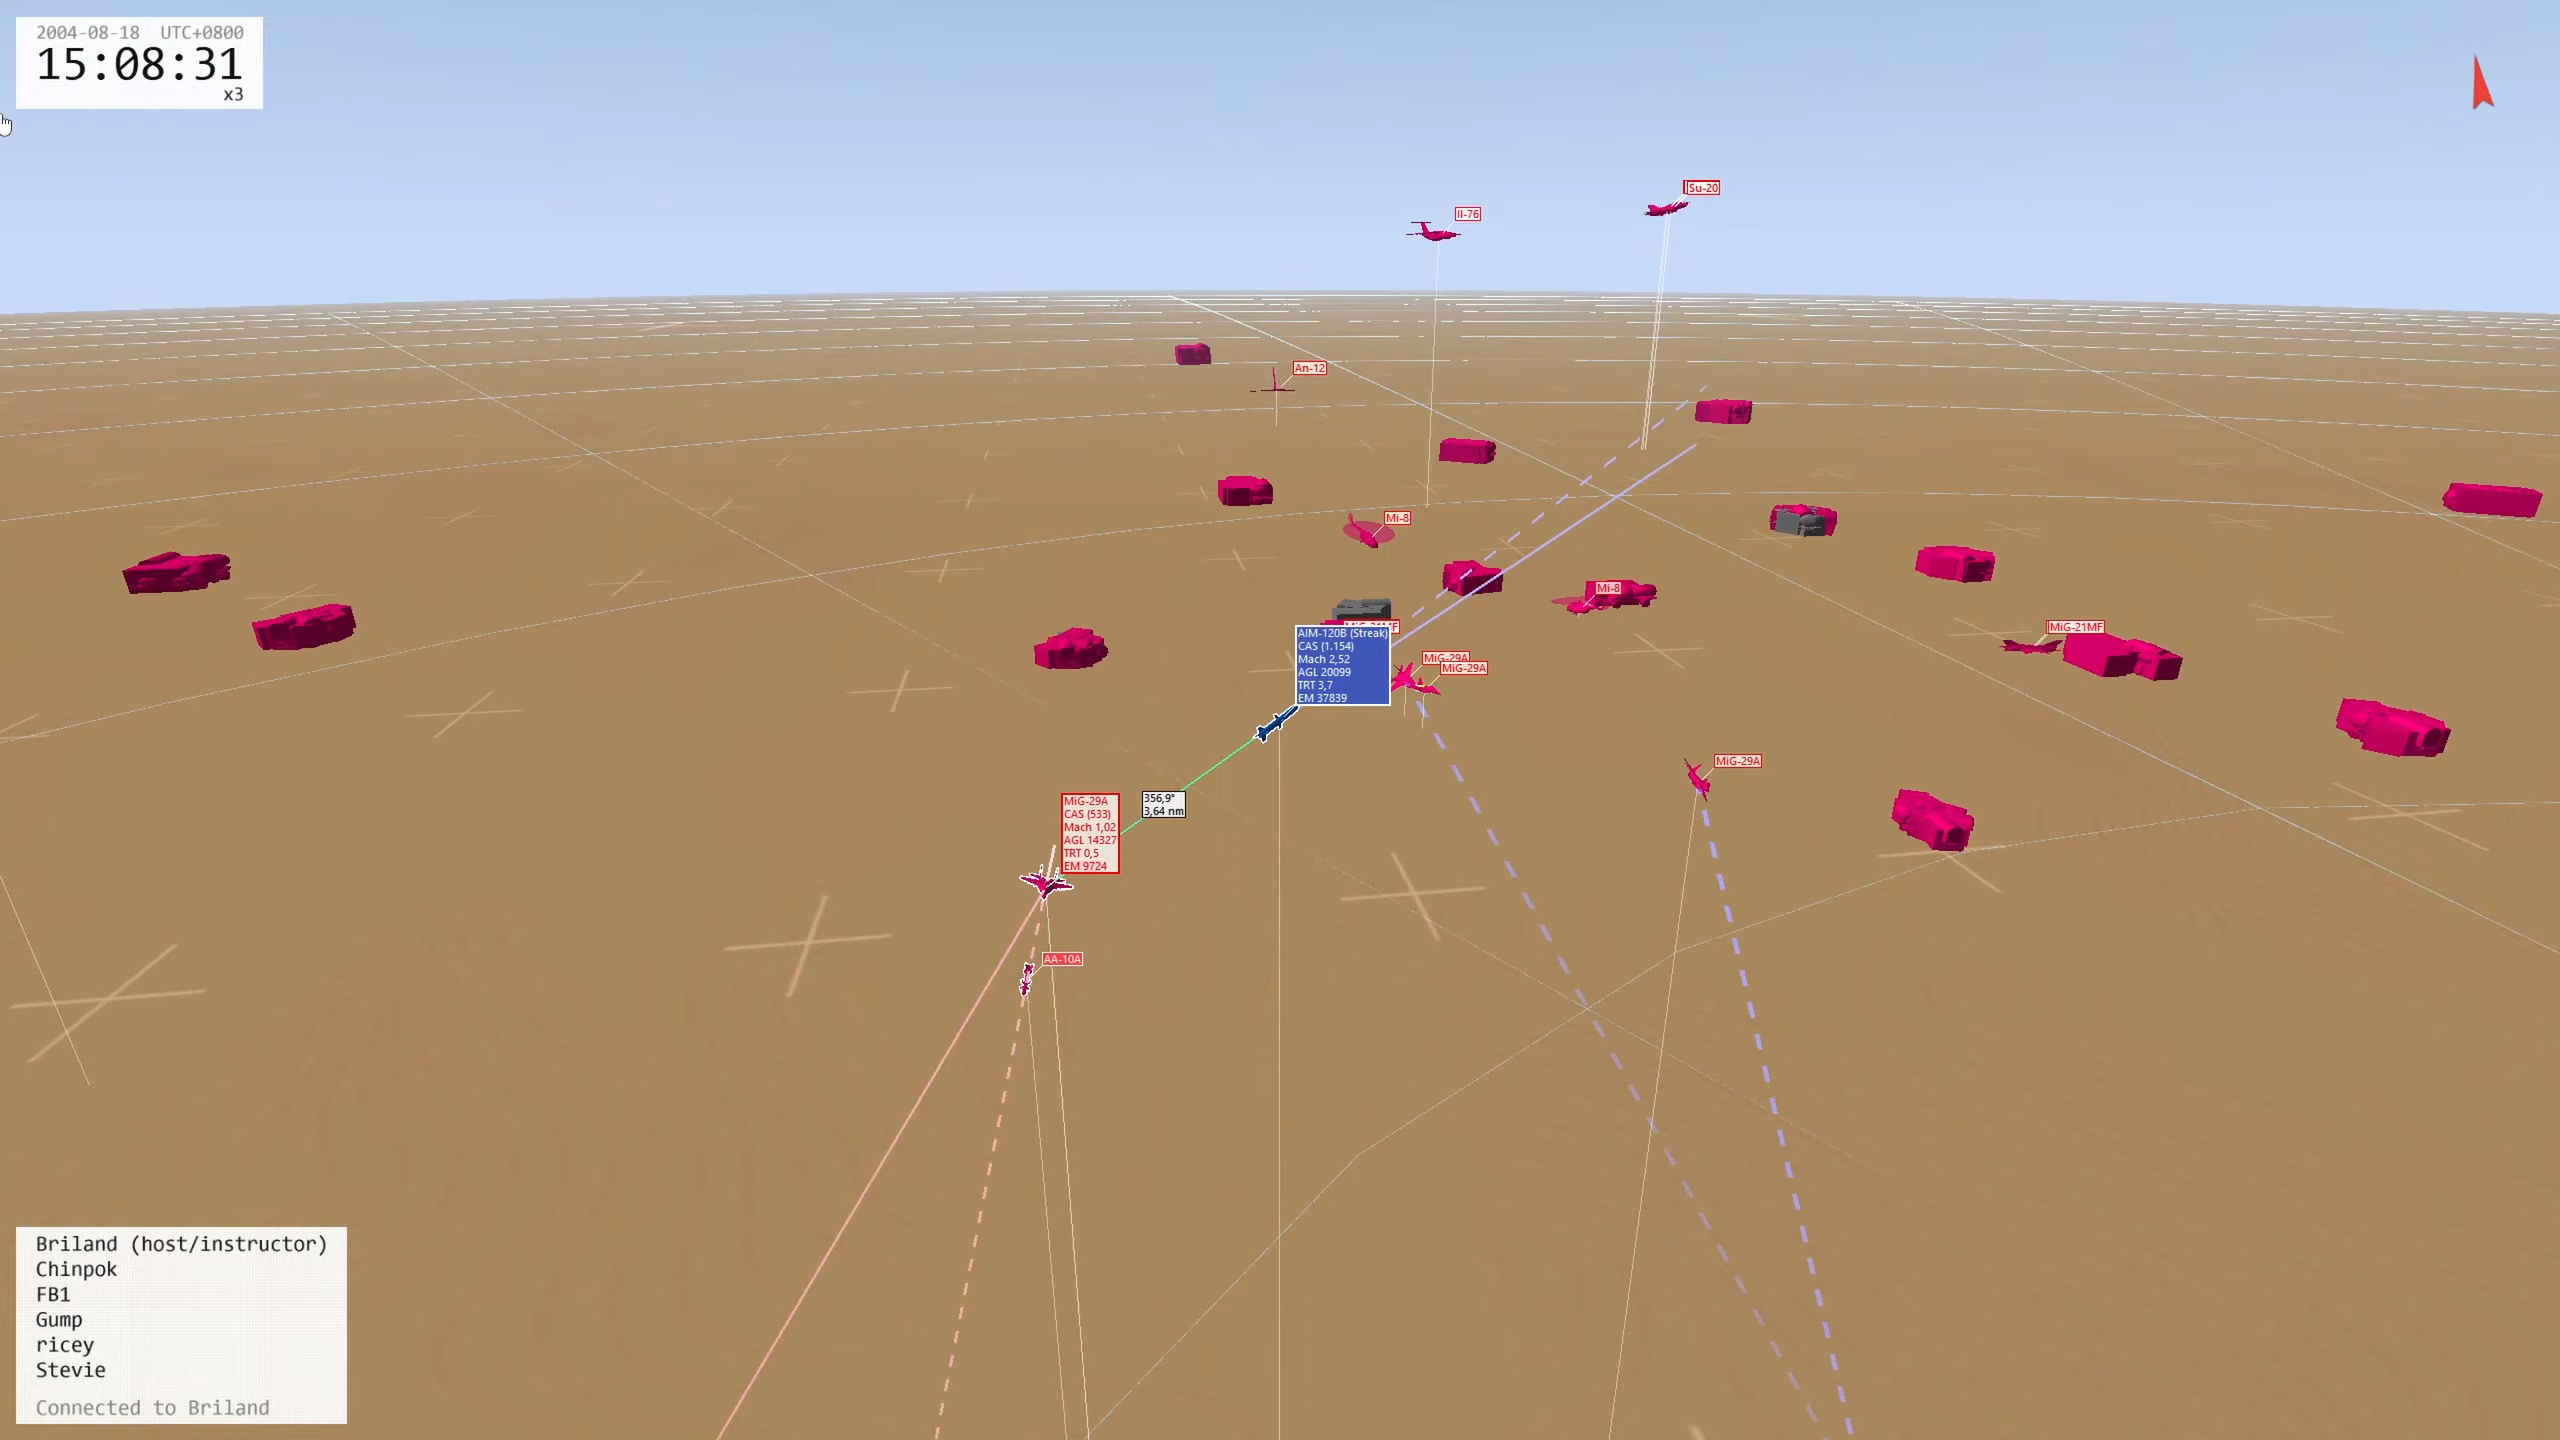 2004-08-18 UTC+0800
15:08:31
x3
Su-20
Il-76
An-12
Mi-8
Mi-8
MiG-21MF
MiG-21MF
AIM-120B (Streak)
CAS (1.154)
Mach 2,52
AGL 20099
TRT 3,7
EM 37839
MiG-29A
MiG-29A
MiG-29A
356,9°
3,64 nm
MiG-29A
CAS (533)
Mach 1,02
AGL 14327
TRT 0,5
EM 9724
AA-10A
Briland (host/instructor)
Chinpok
FB1
Gump
ricey
Stevie
Connected to Briland